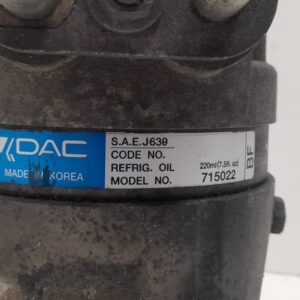 DAC
MADE IN KOREA
S.A.E.J639
CODE NO.
REFRIG. OIL 220ml(7.5fl. oz)
MODEL NO. 715022
BF